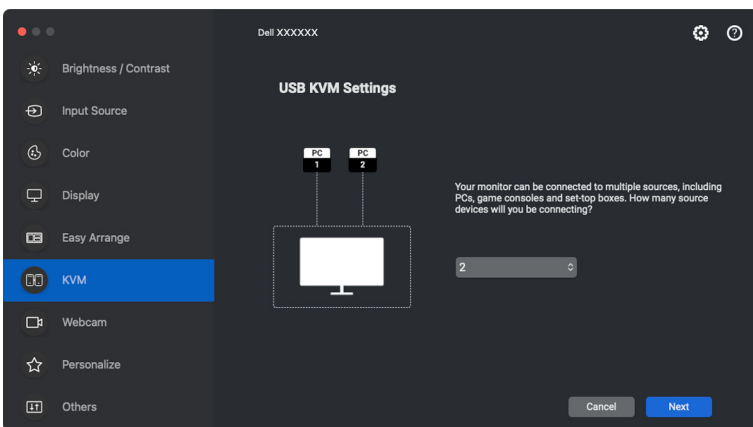 Dell XXXXXX
Brightness / Contrast
Input Source
Color
Display
Easy Arrange
KVM
Webcam
Personalize
Others
USB KVM Settings
PC PC
1 2
Your monitor can be connected to multiple sources, including
PCs, game consoles and set-top boxes. How many source
devices will you be connecting?
2
Cancel Next